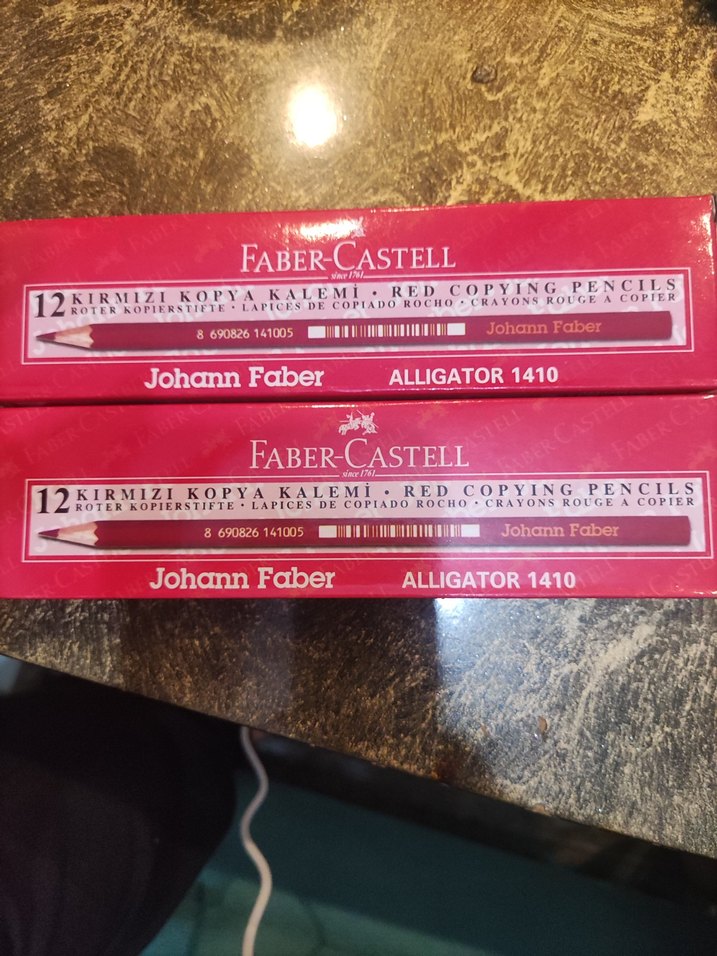 FABER-CASTELL
since 1761
12 KIRMIZI KOPYA KALEMİ • RED COPYING PENCILS
ROTER KOPIERSTIFTE • LAPICES DE COPIADO ROCHO • CRAYONS ROUGE A COPIER
8 690826 141005 Johann Faber
Johann Faber ALLIGATOR 1410
FABER-CASTELL
since 1761
12 KIRMIZI KOPYA KALEMİ • RED COPYING PENCILS
ROTER KOPIERSTIFTE • LAPICES DE COPIADO ROCHO • CRAYONS ROUGE A COPIER
8 690826 141005 Johann Faber
Johann Faber ALLIGATOR 1410